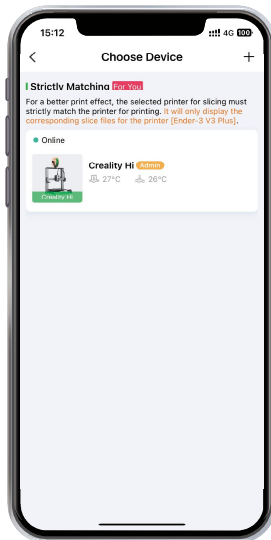 15:12 4G 100
Choose Device
Strictly Matching For You
For a better print effect, the selected printer for slicing must
strictly match the printer for printing. It will only display the
corresponding slice files for the printer [Ender-3 V3 Plus].
Online
Creality Hi Admin
27°C 26°C
Creality Hi